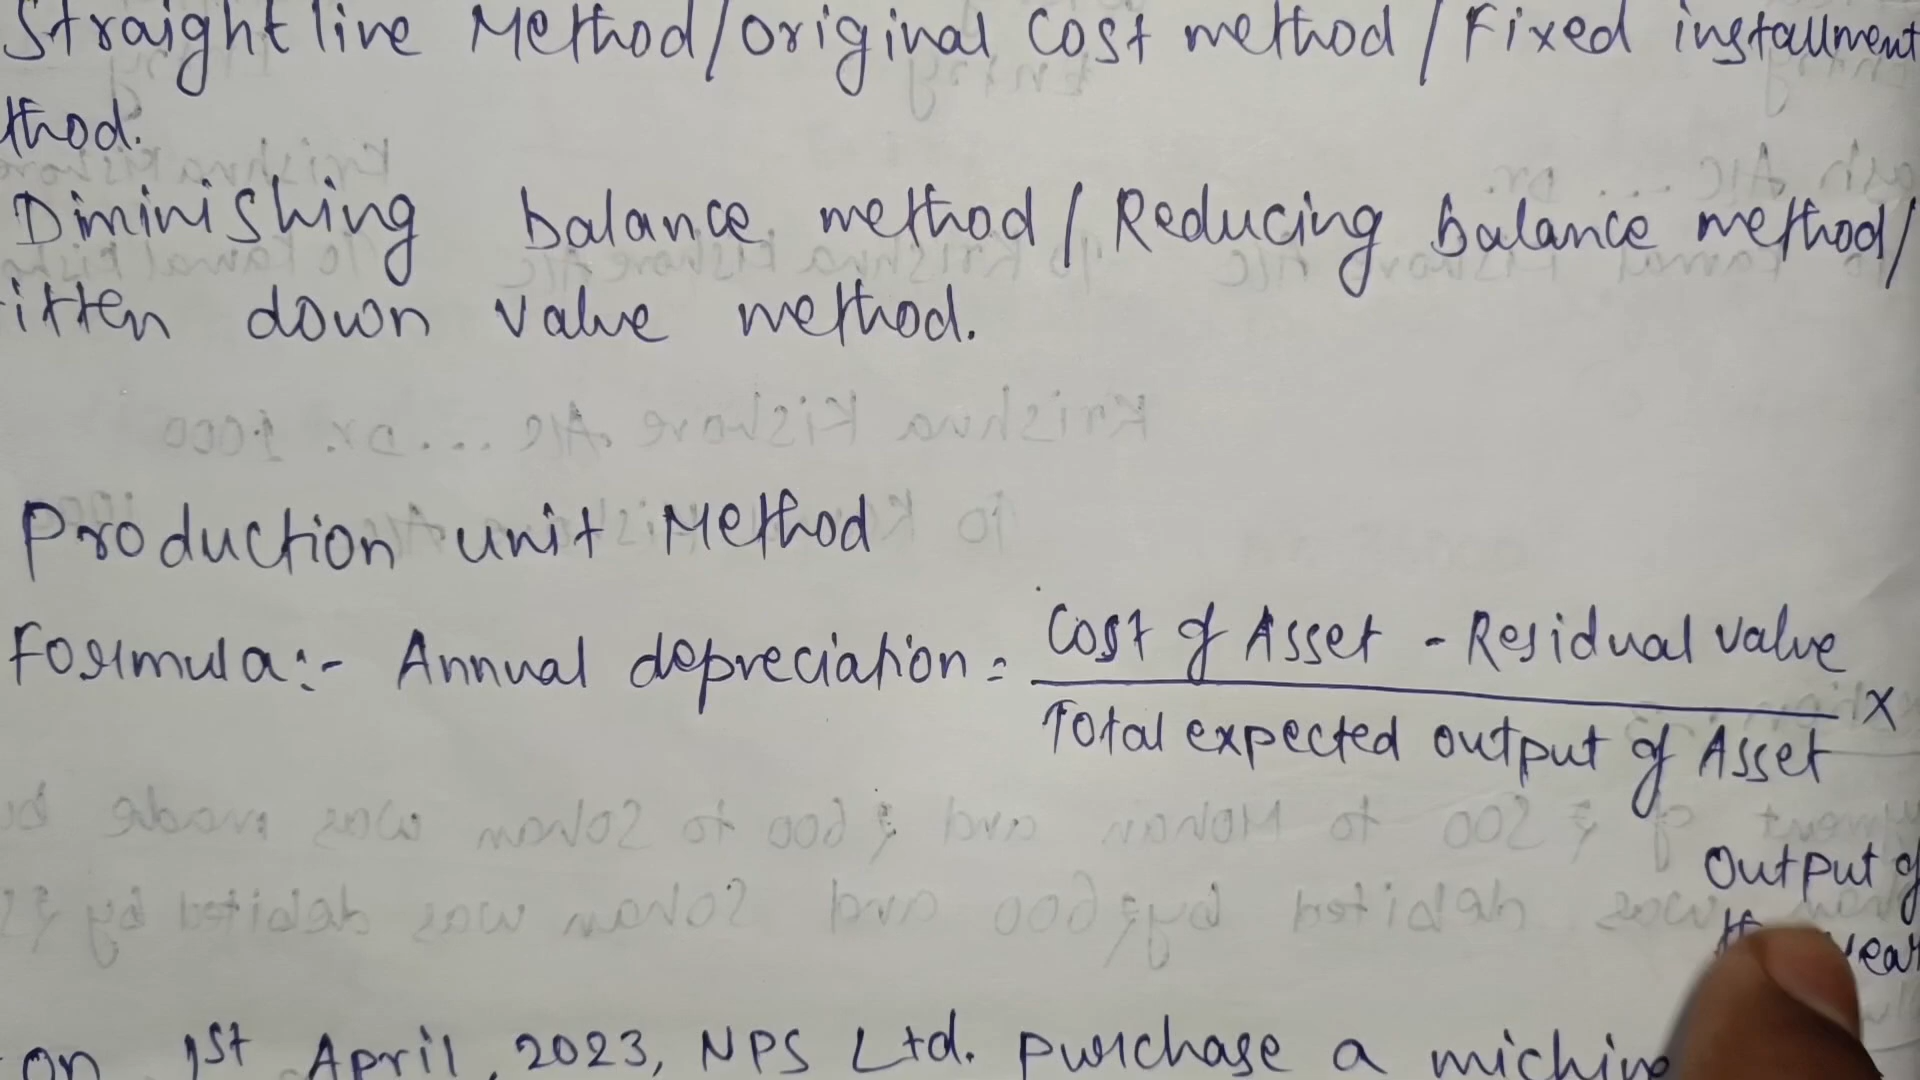 Straight line Method/original Cost method/Fixed installment
thod.
Diminishing balance method/Reducing balance method/
itten down value method.
Production unit Method
Formula:- Annual depreciation = Cost of Asset - Residual value
Total expected output of Asset ×
Output of
year
on 1st April, 2023, NPS Ltd. purchase a michine